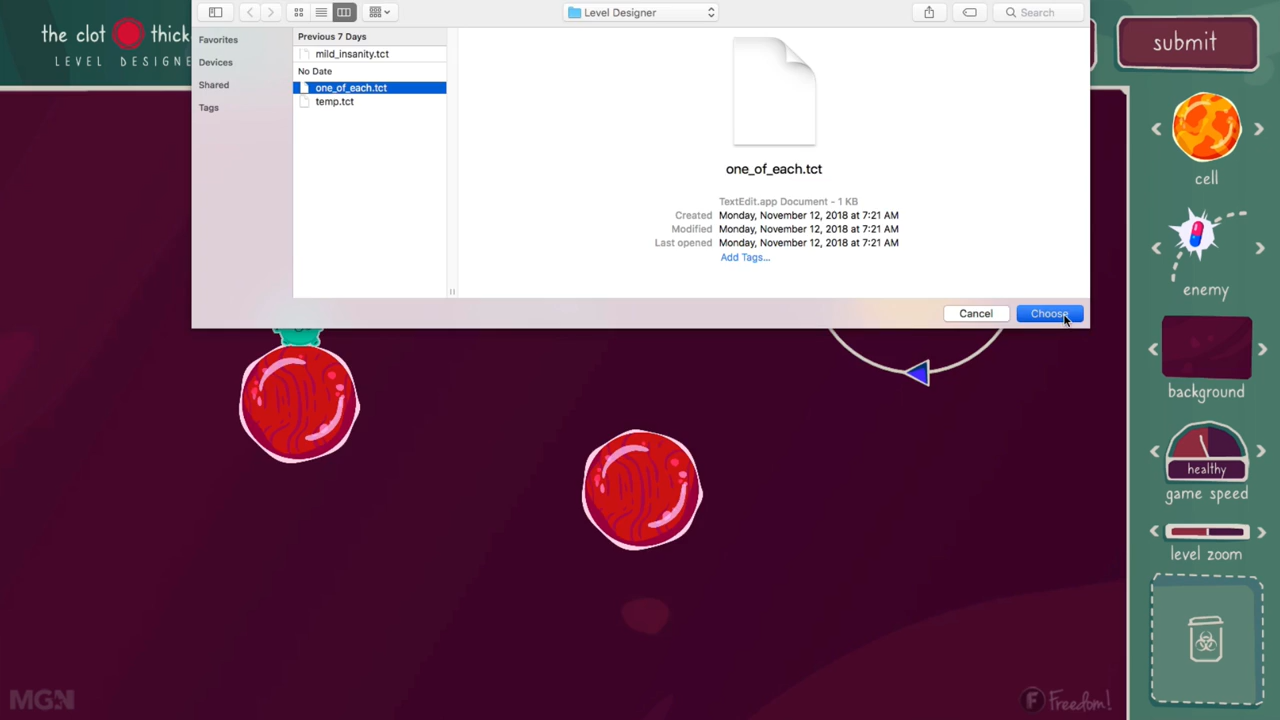 the clot thick
LEVEL DESIGNE
Level Designer
Search
submit
Favorites
Devices
Shared
Tags
Previous 7 Days
mild_insanity.tct
No Date
one_of_each.tct
temp.tct
one_of_each.tct
TextEdit.app Document - 1 KB
Created Monday, November 12, 2018 at 7:21 AM
Modified Monday, November 12, 2018 at 7:21 AM
Last opened Monday, November 12, 2018 at 7:21 AM
Add Tags...
Cancel
Choose
cell
enemy
background
healthy
game speed
level zoom
MGN
F Freedom!